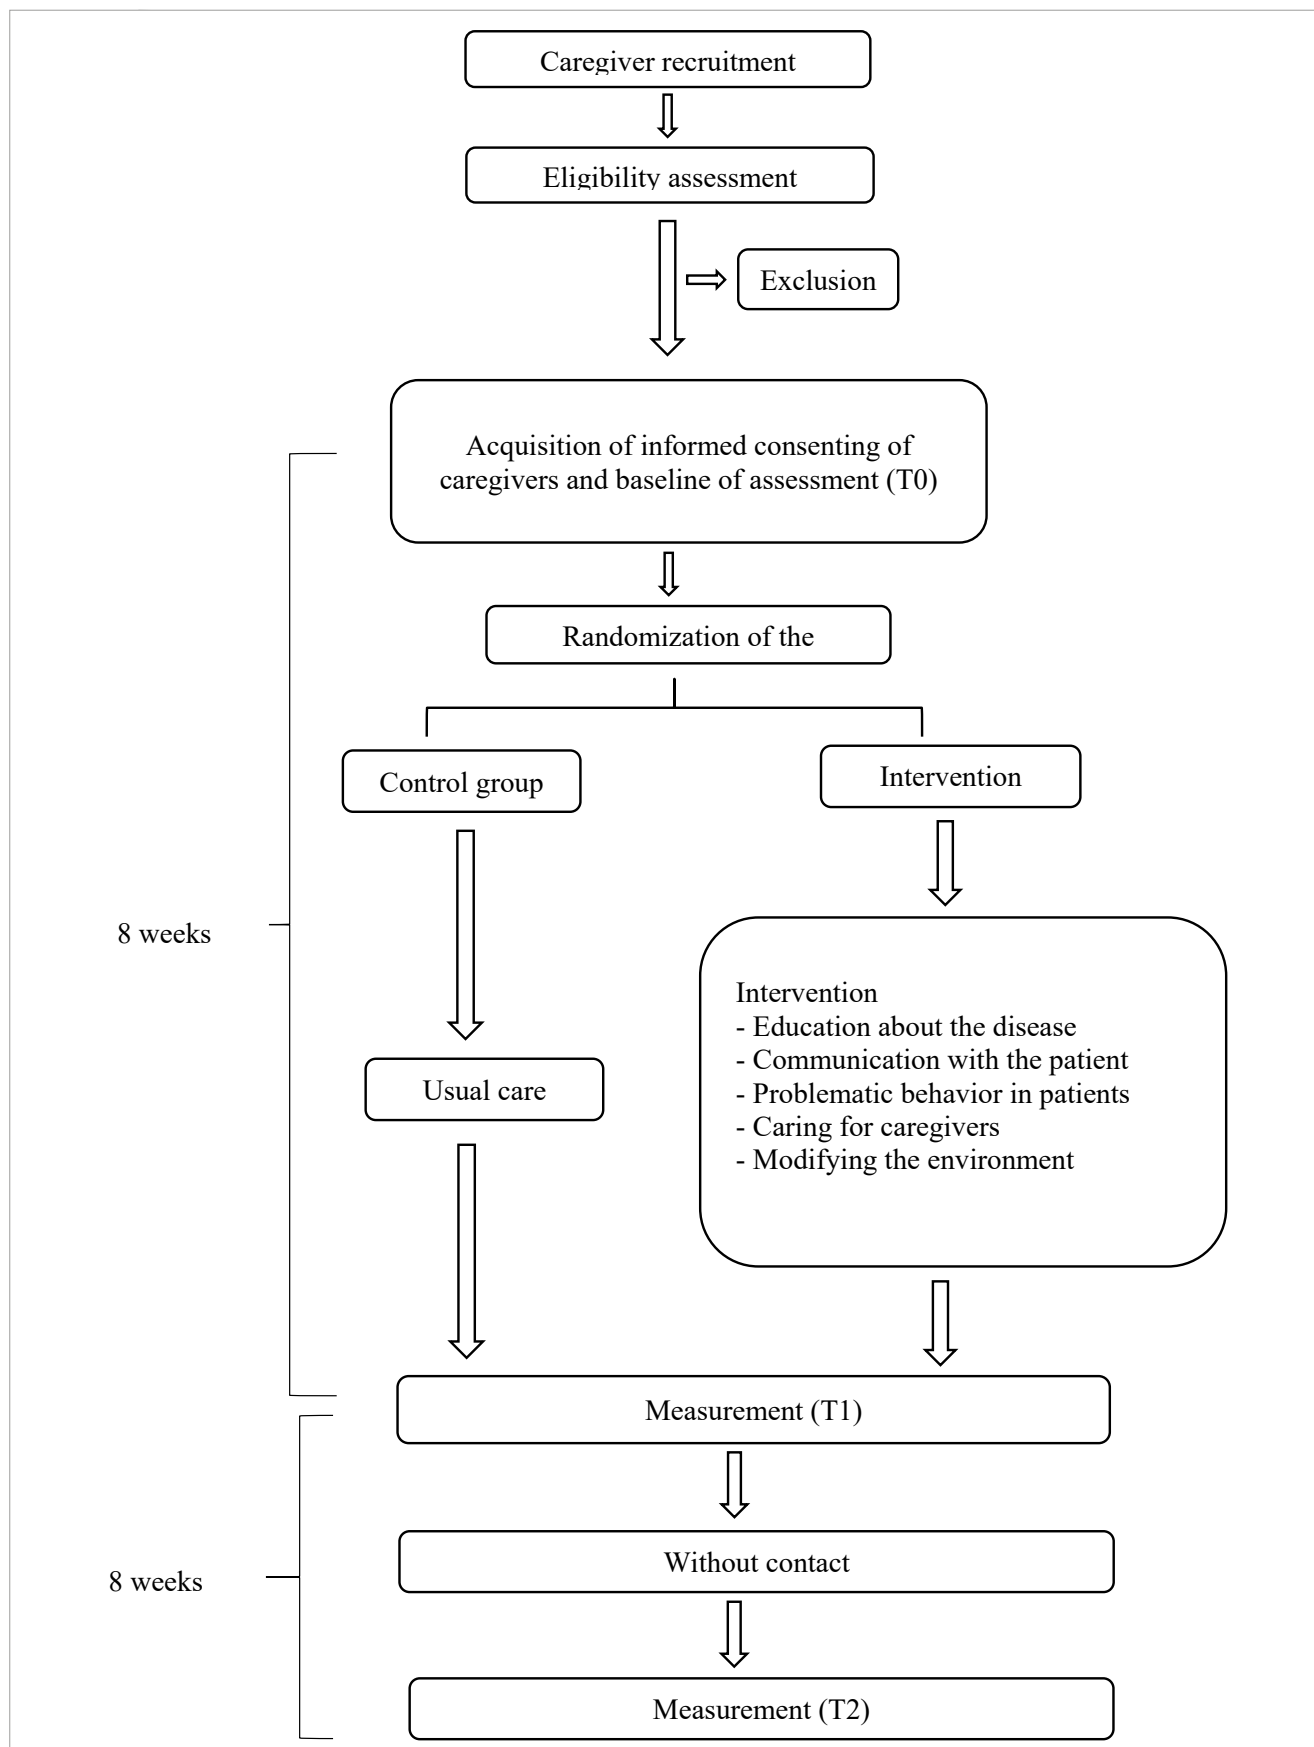 Caregiver recruitment
Eligibility assessment
Exclusion
Acquisition of informed consenting of
caregivers and baseline of assessment (T0)
Randomization of the
Control group
Intervention
8 weeks
Intervention
- Education about the disease
- Communication with the patient
- Problematic behavior in patients
- Caring for caregivers
- Modifying the environment
Usual care
Measurement (T1)
Without contact
8 weeks
Measurement (T2)